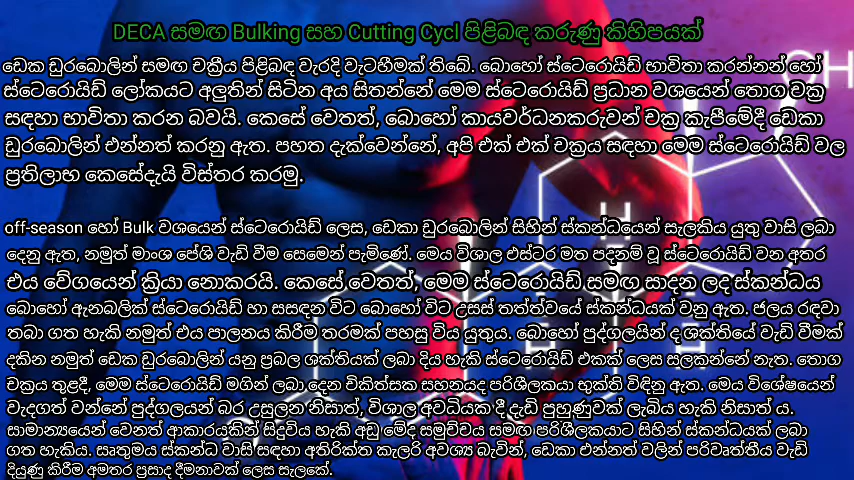 DECA සමඟ Bulking සහ Cutting Cycl පිළිබඳ කරුණු කිහිපයක්
ඩෙක ඩුරබොලින් සමඟ චක්‍රීය පිළිබඳ වැරදි වැටහීමක් තිබේ. බොහෝ ස්ටෙරොයිඩ් භාවිතා කරන්නන් හෝ
ස්ටෙරොයිඩ් ලෝකයට අලුතින් සිටින අය සිතන්නේ මෙම ස්ටෙරොයිඩ් ප්‍රධාන වශයෙන් තොග චක්‍ර
සඳහා භාවිතා කරන බවයි. කෙසේ වෙතත්, බොහෝ කායවර්ධනකරුවන් චක්‍ර කැපීමේදී ඩෙකා
ඩුරබොලින් එන්නත් කරනු ඇත. පහත දැක්වෙන්නේ, අපි එක් එක් චක්‍රය සඳහා මෙම ස්ටෙරොයිඩ් වල
ප්‍රතිලාභ කෙසේදැයි විස්තර කරමු.
CH
off-season හෝ Bulk වශයෙන් ස්ටෙරොයිඩ් ලෙස, ඩෙකා ඩුරබොලින් සිහින් ස්කන්ධයෙන් සැලකිය යුතු වාසි ලබා
දෙනු ඇත, නමුත් මාංශ පේශි වැඩි වීම සෙමෙන් පැමිණේ. මෙය විශාල එස්ටර මත පදනම් වූ ස්ටෙරොයිඩ් වන අතර
එය වේගයෙන් ක්‍රියා නොකරයි. කෙසේ වෙතත්, මෙම ස්ටෙරොයිඩ් සමඟ සාදන ලද ස්කන්ධය
බොහෝ ඇනබලික් ස්ටෙරොයිඩ් හා සසඳන විට බොහෝ විට උසස් තත්ත්වයේ ස්කන්ධයක් වනු ඇත. ජලය රඳවා
තබා ගත හැකි නමුත් එය පාලනය කිරීම තරමක් පහසු විය යුතුය. බොහෝ පුද්ගලයින් ද ශක්තියේ වැඩි වීමක්
දකින නමුත් ඩෙක ඩුරබොලින් යනු ප්‍රබල ශක්තියක් ලබා දිය හැකි ස්ටෙරොයිඩ් එකක් ලෙස සලකන්නේ නැත. තොග
චක්‍රය තුළදී, මෙම ස්ටෙරොයිඩ් මගින් ලබා දෙන චිකිත්සක සහනයද පරිශීලකයා භුක්ති විඳිනු ඇත. මෙය විශේෂයෙන්
වැදගත් වන්නේ පුද්ගලයන් බර උසුලන නිසාත්, විශාල අවධියක දී දැඩි පුහුණුවක් ලැබිය හැකි නිසාත් ය.
සාමාන්‍යයෙන් වෙනත් ආකාරයකින් සිදුවිය හැකි අඩු මේද සමුච්චය සමඟ පරිශීලකයාට සිහින් ස්කන්ධයක් ලබා
ගත හැකිය. සෘතුමය ස්කන්ධ වාසි සඳහා අතිරික්ත කැලරි අවශ්‍ය බැවින්, ඩෙකා එන්නත් වලින් පරිවෘත්තීය වැඩි
දියුණු කිරීම අමතර ප්‍රසාද දීමනාවක් ලෙස සැලකේ.